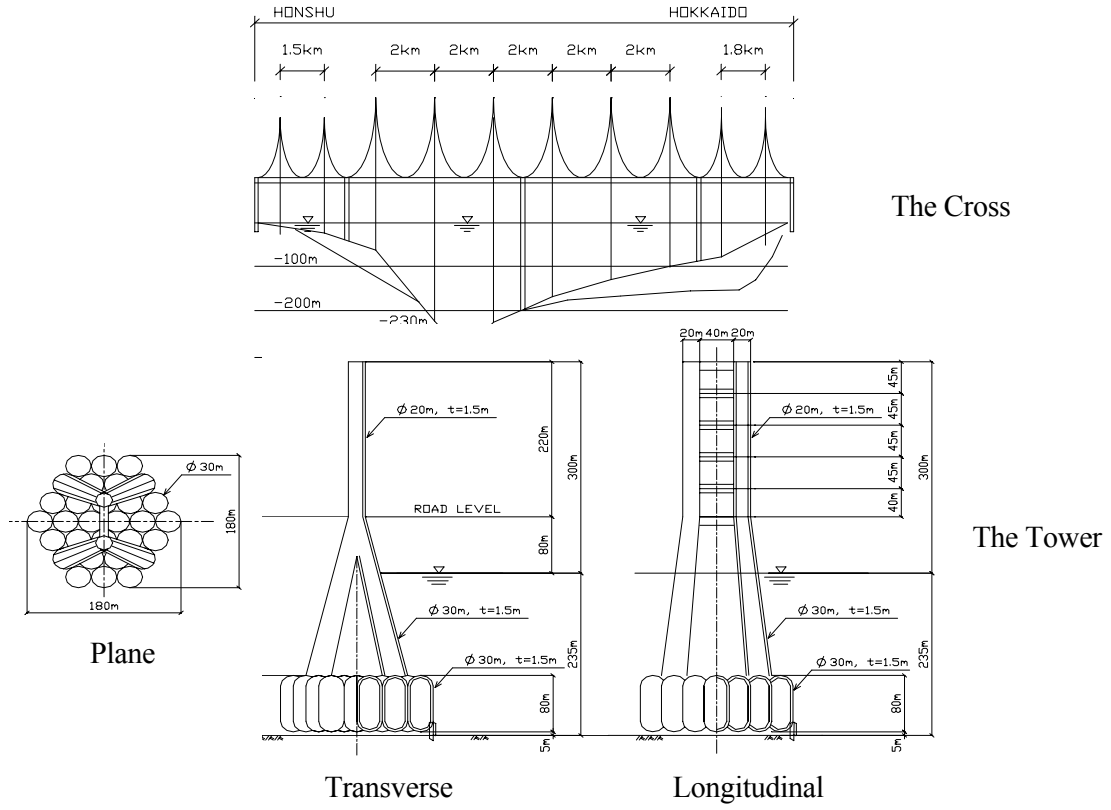 HONSHU HOKKAIDO
1.5km 2km 2km 2km 2km 2km 1.8km
The Cross
-100m
-200m
-230m
20m 40m 20m
Ø 20m, t=1.5m
220m
300m
ROAD LEVEL
80m
Ø 30m, t=1.5m
235m
Ø 30m, t=1.5m
80m
5m
Ø 20m, t=1.5m
45m
45m
45m
45m
40m
300m
Ø 30m, t=1.5m
235m
Ø 30m, t=1.5m
80m
5m
The Tower
Ø 30m
180m
180m
Plane
Transverse Longitudinal